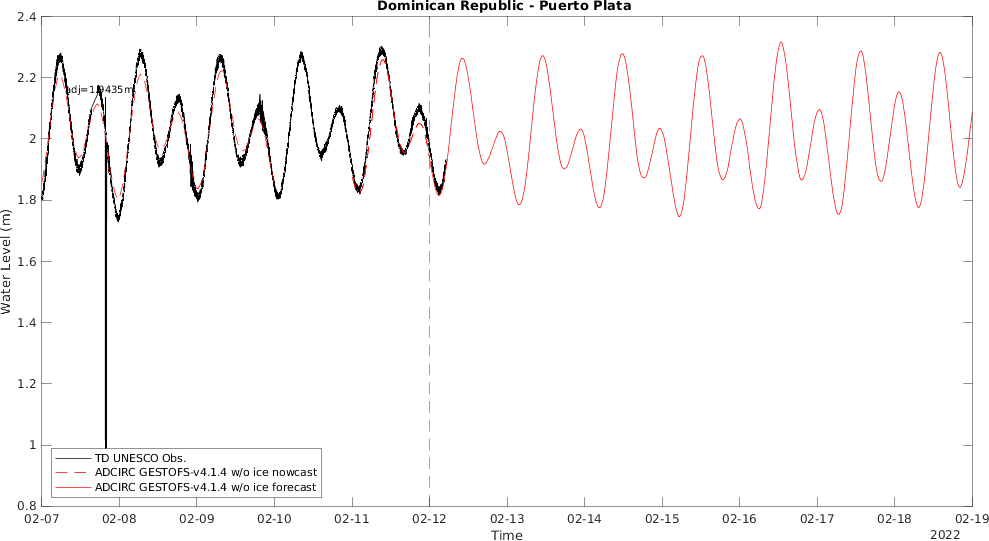 Dominican Republic - Puerto Plata
2.4
2.2
2
1.8
1.6
1.4
1.2
1
0.8
Water Level (m)
TD UNESCO Obs.
ADCIRC GESTOFS-v4.1.4 w/o ice nowcast
ADCIRC GESTOFS-v4.1.4 w/o ice forecast
02-07 02-08 02-09 02-10 02-11 02-12 02-13 02-14 02-15 02-16 02-17 02-18 02-19
Time
2022